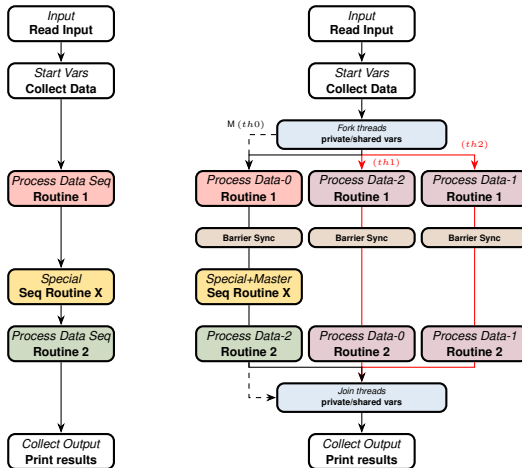 Input
Read Input
Start Vars
Collect Data
Process Data Seq
Routine 1
Special
Seq Routine X
Process Data Seq
Routine 2
Collect Output
Print results
Input
Read Input
Start Vars
Collect Data
M(th0)
Fork threads
private/shared vars
(th1)
(th2)
Process Data-0
Routine 1
Process Data-2
Routine 1
Process Data-1
Routine 1
Barrier Sync
Barrier Sync
Barrier Sync
Special+Master
Seq Routine X
Process Data-2
Routine 2
Process Data-0
Routine 2
Process Data-1
Routine 2
Join threads
private/shared vars
Collect Output
Print results